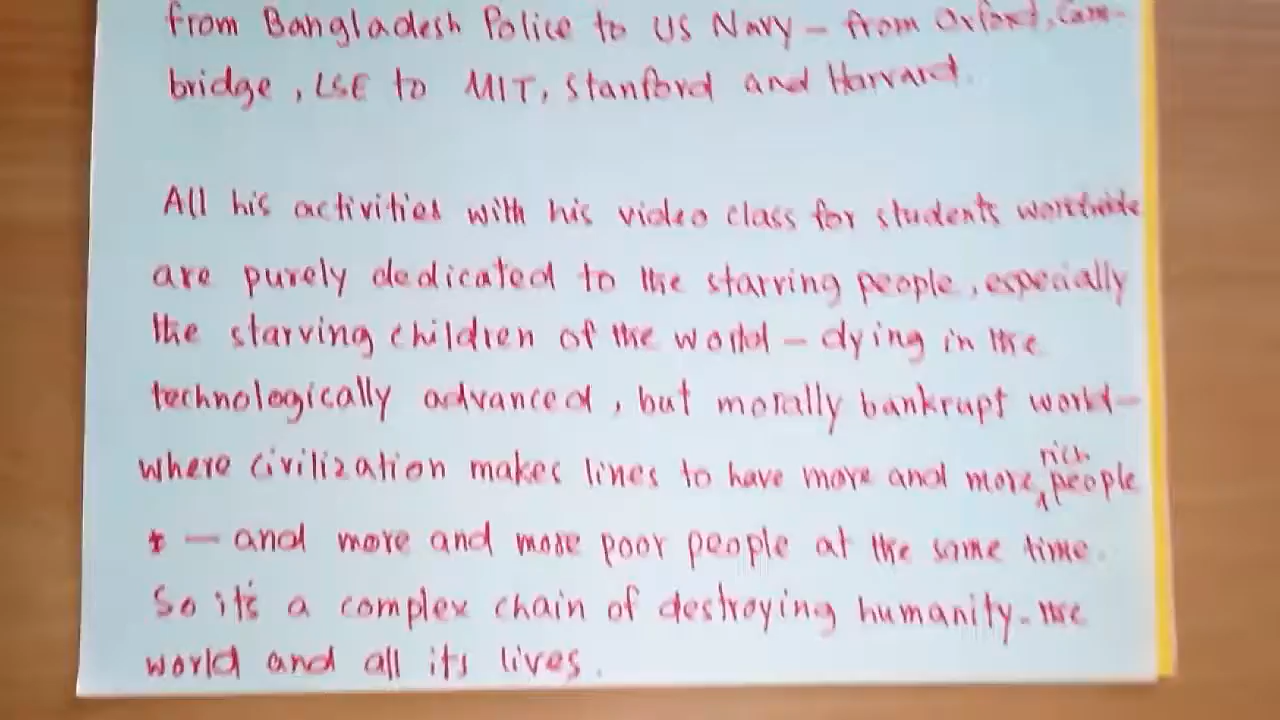 from Bangladesh Police to US Navy – from Oxford, Cam-
bridge, LSE to MIT, Stanford and Harvard.
All his activities with his video class for students worldwide
are purely dedicated to the starving people, especially
the starving children of the world – dying in the
technologically advanced, but morally bankrupt world –
where civilization makes lines to have more and more rich people
– and more and more poor people at the same time.
So it's a complex chain of destroying humanity - the
world and all its lives.